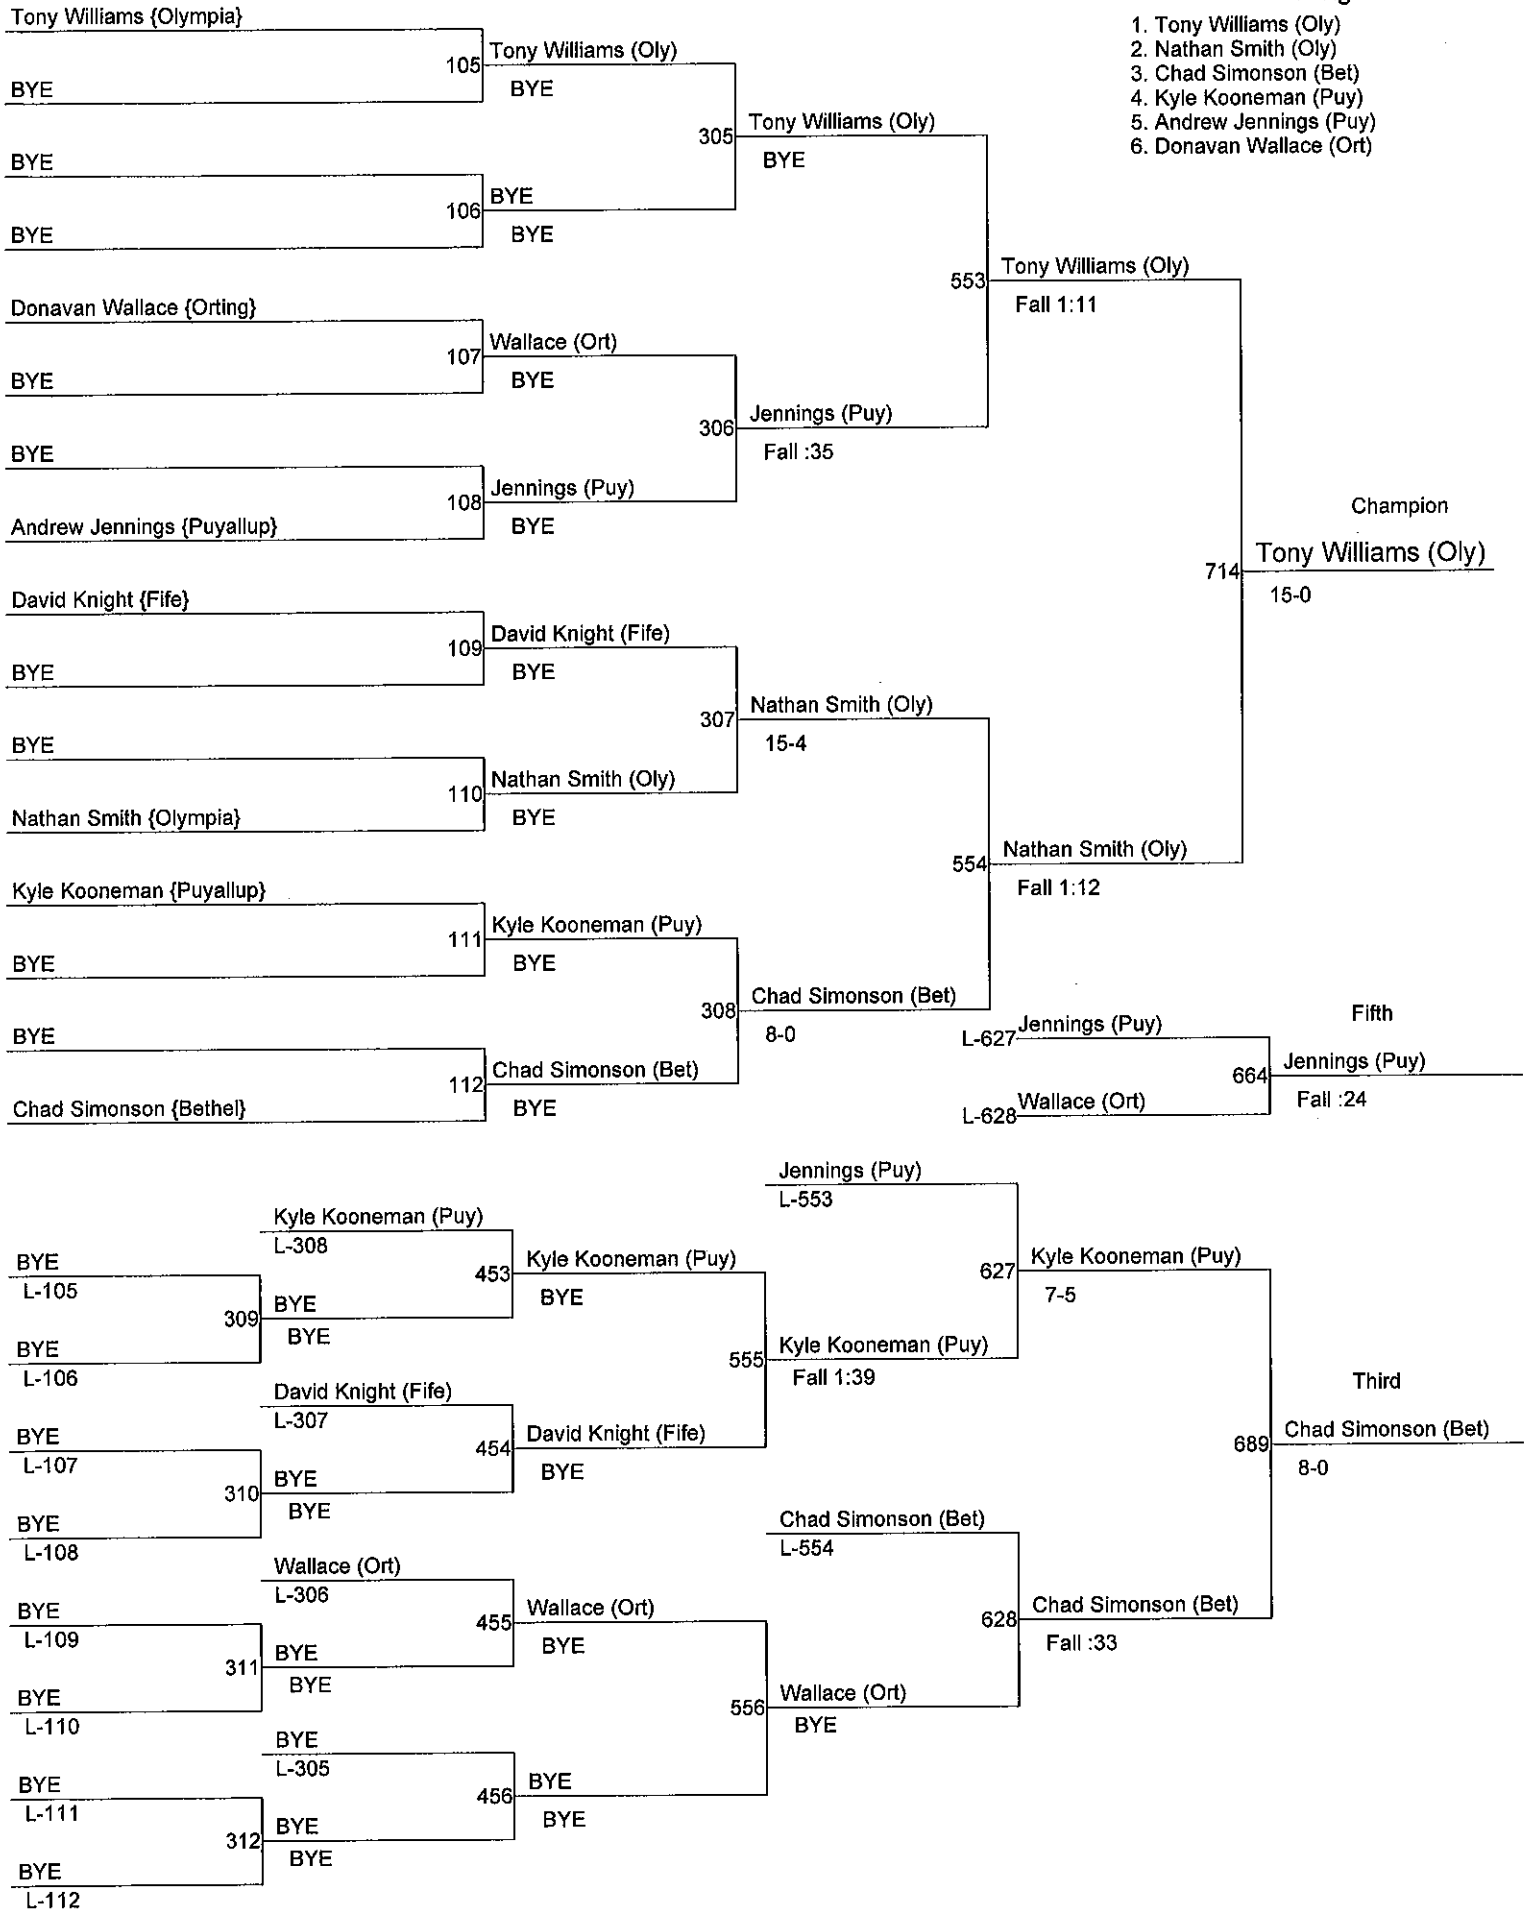 Tony Williams {Olympia}
105
Tony Williams (Oly)
BYE
BYE
305
Tony Williams (Oly)
BYE
BYE
106
BYE
BYE
BYE
553
Tony Williams (Oly)
Fall 1:11
Donavan Wallace {Orting}
107
Wallace (Ort)
BYE
BYE
306
Jennings (Puy)
Fall :35
BYE
108
Jennings (Puy)
BYE
Andrew Jennings {Puyallup}
714
Champion
Tony Williams (Oly)
15-0
David Knight {Fife}
109
David Knight (Fife)
BYE
BYE
307
Nathan Smith (Oly)
15-4
BYE
110
Nathan Smith (Oly)
BYE
Nathan Smith {Olympia}
554
Nathan Smith (Oly)
Fall 1:12
Kyle Kooneman {Puyallup}
111
Kyle Kooneman (Puy)
BYE
BYE
308
Chad Simonson (Bet)
8-0
BYE
112
Chad Simonson (Bet)
BYE
Chad Simonson {Bethel}
1. Tony Williams (Oly)
2. Nathan Smith (Oly)
3. Chad Simonson (Bet)
4. Kyle Kooneman (Puy)
5. Andrew Jennings (Puy)
6. Donavan Wallace (Ort)
L-627
Jennings (Puy)
L-628
Wallace (Ort)
664
Fifth
Jennings (Puy)
Fall :24
Jennings (Puy)
L-553
Kyle Kooneman (Puy)
L-308
453
Kyle Kooneman (Puy)
BYE
BYE
L-105
309
BYE
BYE
BYE
L-106
627
Kyle Kooneman (Puy)
7-5
555
Kyle Kooneman (Puy)
Fall 1:39
David Knight (Fife)
L-307
454
David Knight (Fife)
BYE
BYE
L-107
310
BYE
BYE
BYE
L-108
689
Third
Chad Simonson (Bet)
8-0
Chad Simonson (Bet)
L-554
Wallace (Ort)
L-306
455
Wallace (Ort)
BYE
BYE
L-109
311
BYE
BYE
BYE
L-110
628
Chad Simonson (Bet)
Fall :33
556
Wallace (Ort)
BYE
BYE
L-305
456
BYE
BYE
BYE
L-111
312
BYE
BYE
BYE
L-112